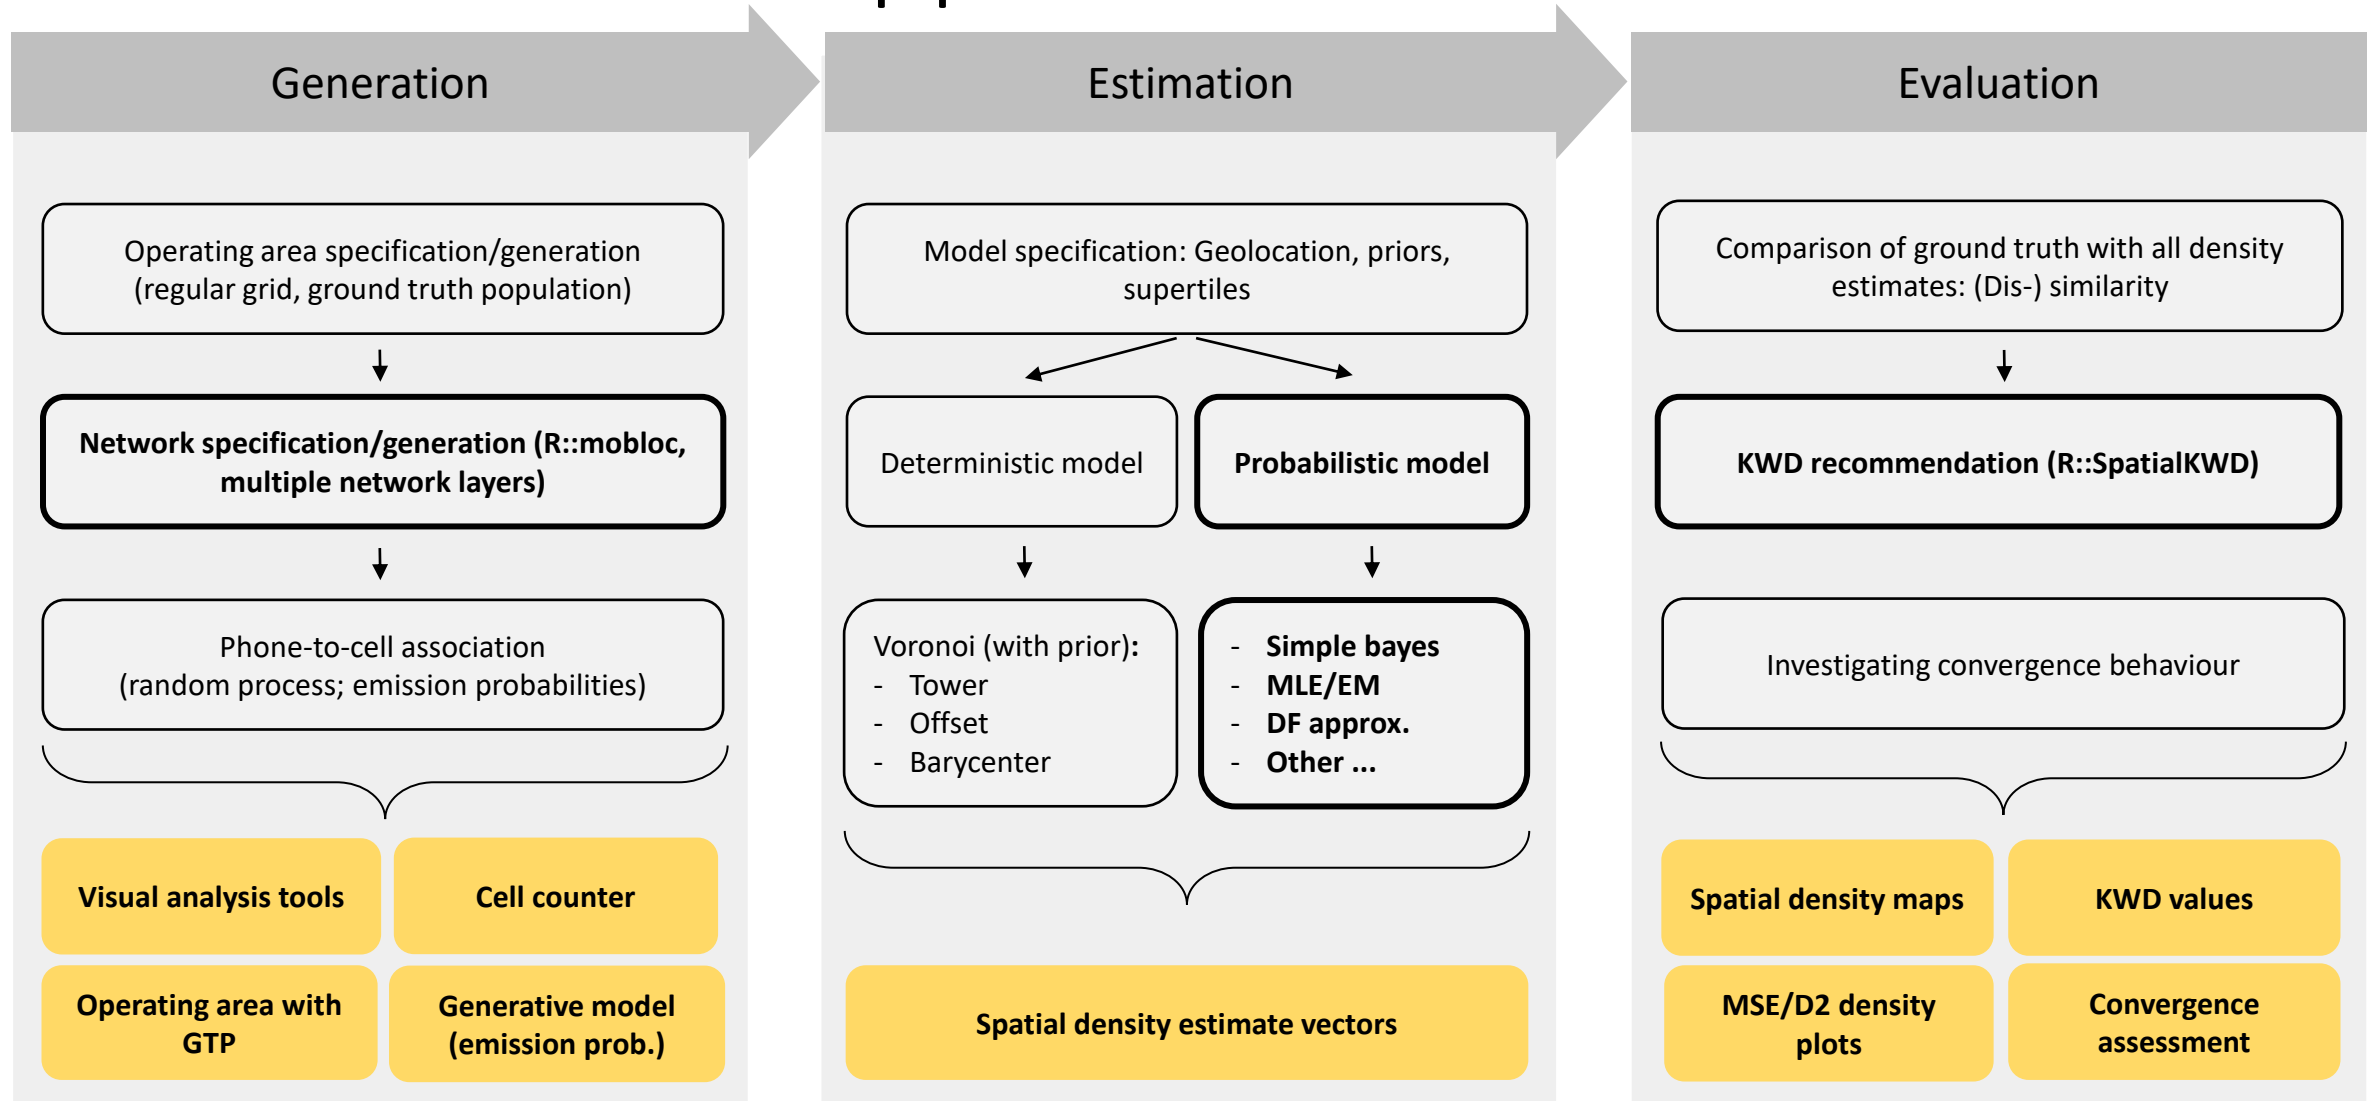 Generation
Operating area specification/generation
(regular grid, ground truth population)
Network specification/generation (R::mobloc,
multiple network layers)
Phone-to-cell association
(random process; emission probabilities)
Visual analysis tools
Cell counter
Operating area with
GTP
Generative model
(emission prob.)
Estimation
Model specification: Geolocation, priors,
supertiles
Deterministic model
Probabilistic model
Voronoi (with prior):
- Tower
- Offset
- Barycenter
- Simple bayes
- MLE/EM
- DF approx.
- Other ...
Spatial density estimate vectors
Evaluation
Comparison of ground truth with all density
estimates: (Dis-) similarity
KWD recommendation (R::SpatialKWD)
Investigating convergence behaviour
Spatial density maps
KWD values
MSE/D2 density
plots
Convergence
assessment